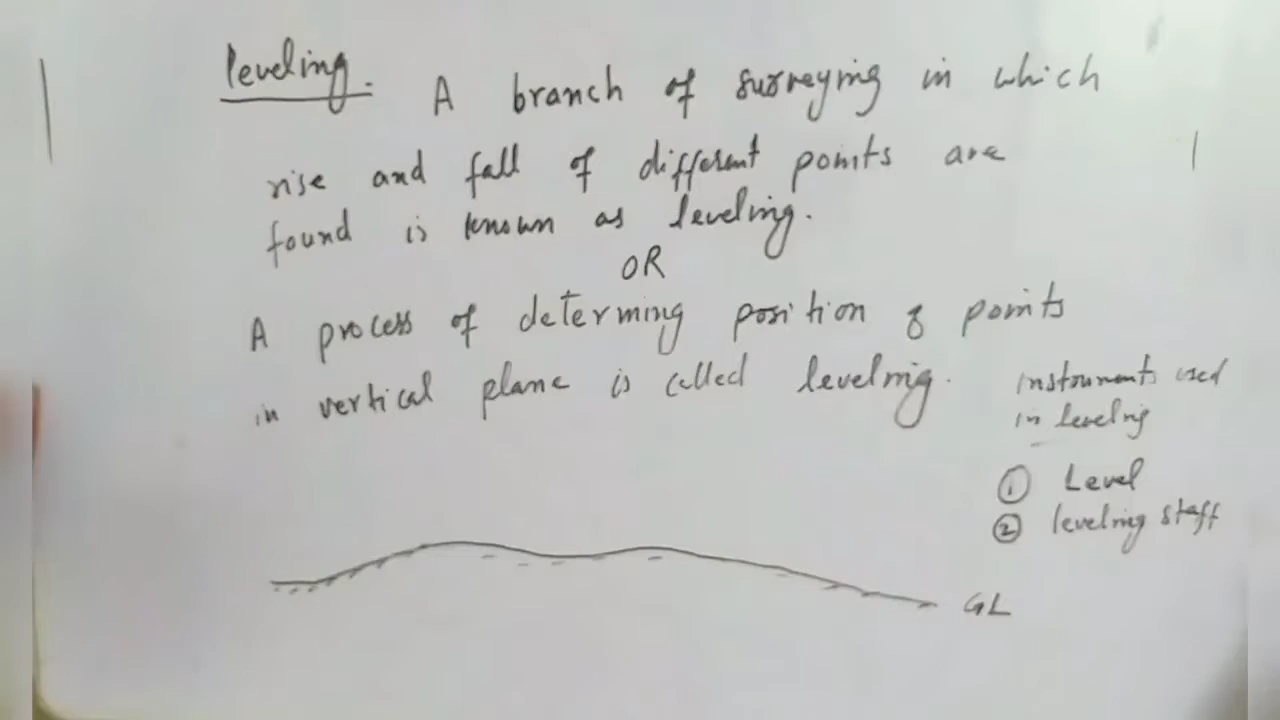 leveling. A branch of surveying in which
rise and fall of different points are
found is known as leveling.
OR
A process of determing position of points
in vertical plane is called leveling.
instruments used
in leveling
① Level
② leveling staff
GL